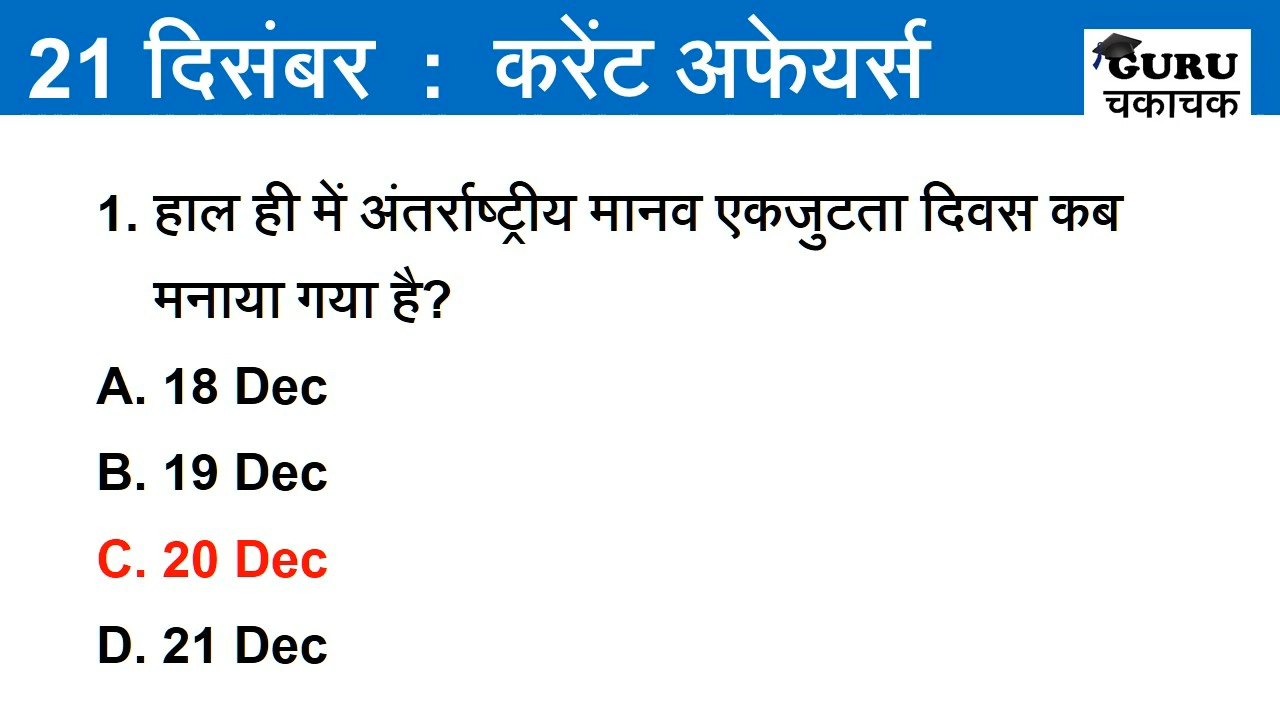 21 दिसंबर : करेंट अफेयर्स
GURU
चकाचक
1. हाल ही में अंतर्राष्ट्रीय मानव एकजुटता दिवस कब
मनाया गया है?
A. 18 Dec
B. 19 Dec
C. 20 Dec
D. 21 Dec